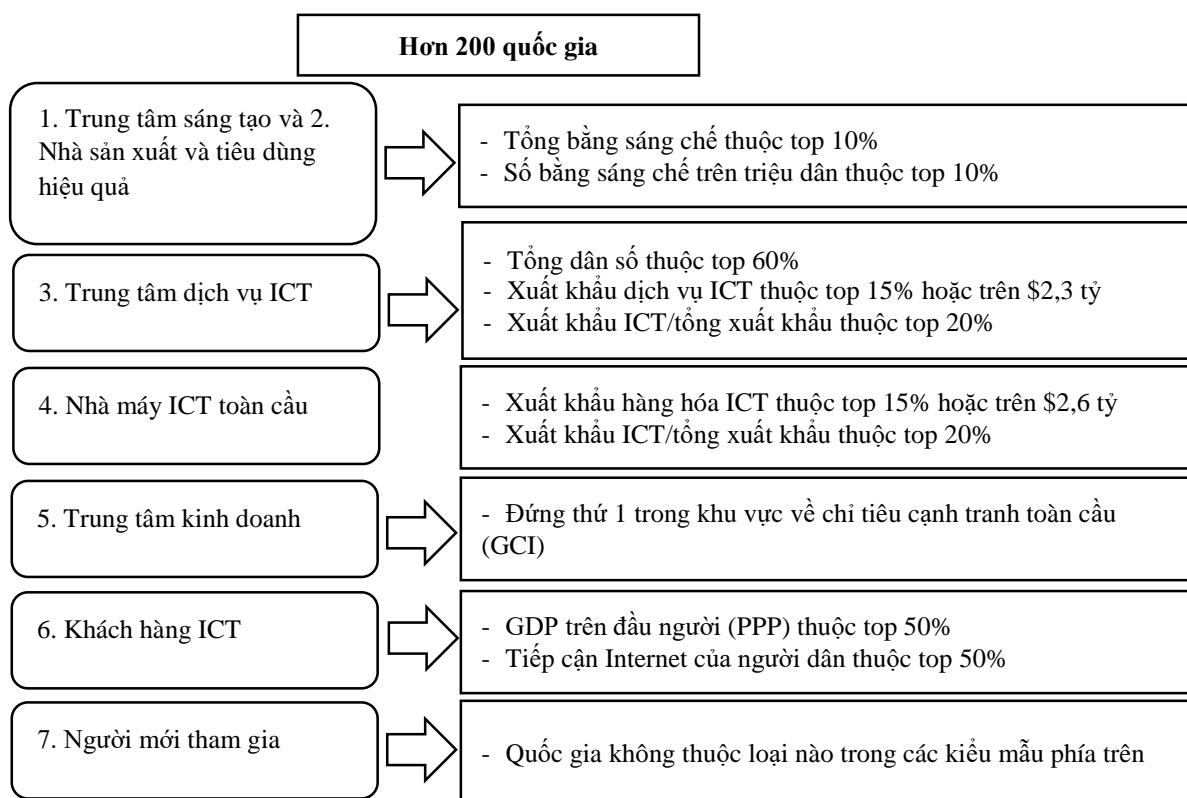 Hơn 200 quốc gia
1. Trung tâm sáng tạo và 2.
Nhà sản xuất và tiêu dùng
hiệu quả
- Tổng bằng sáng chế thuộc top 10%
- Số bằng sáng chế trên triệu dân thuộc top 10%
3. Trung tâm dịch vụ ICT
- Tổng dân số thuộc top 60%
- Xuất khẩu dịch vụ ICT thuộc top 15% hoặc trên $2,3 tỷ
- Xuất khẩu ICT/tổng xuất khẩu thuộc top 20%
4. Nhà máy ICT toàn cầu
- Xuất khẩu hàng hóa ICT thuộc top 15% hoặc trên $2,6 tỷ
- Xuất khẩu ICT/tổng xuất khẩu thuộc top 20%
5. Trung tâm kinh doanh
- Đứng thứ 1 trong khu vực về chỉ tiêu cạnh tranh toàn cầu
(GCI)
6. Khách hàng ICT
- GDP trên đầu người (PPP) thuộc top 50%
- Tiếp cận Internet của người dân thuộc top 50%
7. Người mới tham gia
- Quốc gia không thuộc loại nào trong các kiểu mẫu phía trên